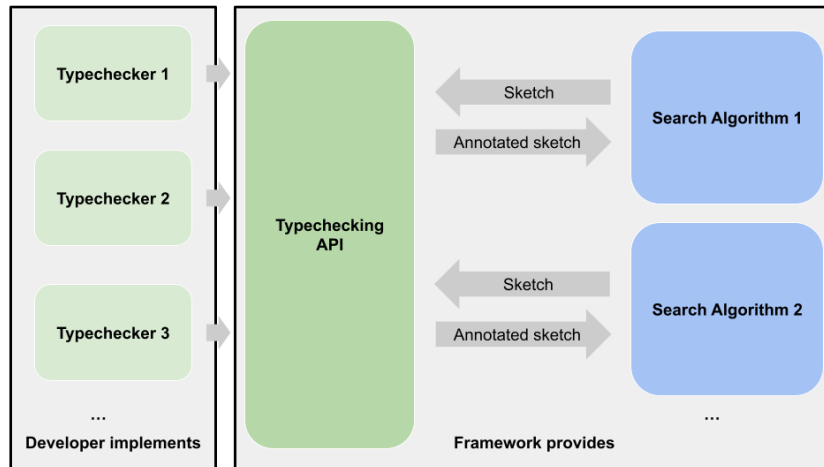 Typechecker 1
Typechecker 2
Typechecker 3
...
Developer implements
Typechecking
API
Sketch
Annotated sketch
Search Algorithm 1
Sketch
Annotated sketch
Search Algorithm 2
...
Framework provides